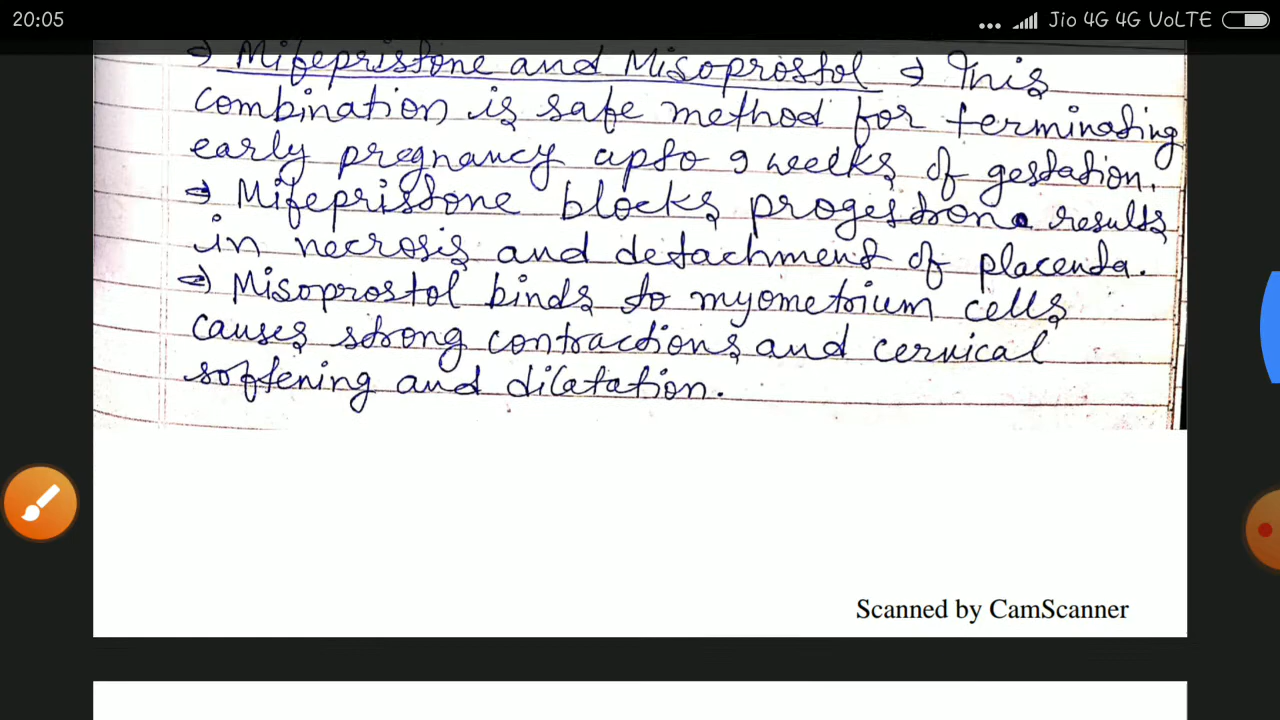 20:05
... Jio 4G 4G VoLTE
⇒ Mifepristone and Misoprostol ⇒ This
combination is safe method for terminating
early pregnancy upto 9 weeks of gestation.
⇒ Mifepristone blocks progestron results
in necrosis and detachment of placenta.
⇒ Misoprostol binds to myometrium cells
causes strong contractions and cervical
softening and dilatation.
Scanned by CamScanner